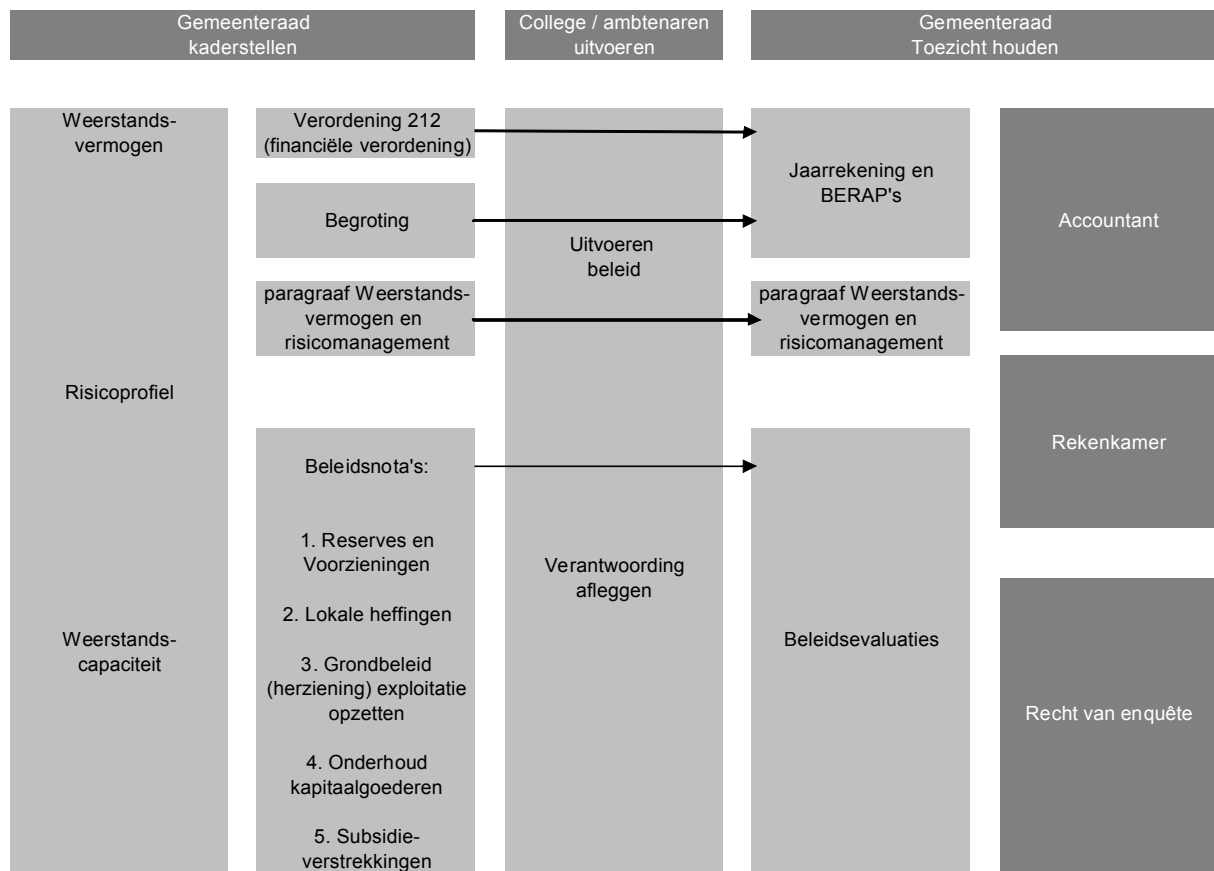 Gemeenteraad
kaderstellen
College / ambtenaren
uitvoeren
Gemeenteraad
Toezicht houden
Weerstands-
vermogen
Risicoprofiel
Weerstands-
capaciteit
Verordening 212
(financiële verordening)
Begroting
paragraaf Weerstands-
vermogen en
risicomanagement
Beleidsnota's:
1. Reserves en
Voorzieningen
2. Lokale heffingen
3. Grondbeleid
(herziening) exploitatie
opzetten
4. Onderhoud
kapitaalgoederen
5. Subsidie-
verstrekkingen
Uitvoeren
beleid
Verantwoording
afleggen
Jaarrekening en
BERAP's
paragraaf Weerstands-
vermogen en
risicomanagement
Beleidsevaluaties
Accountant
Rekenkamer
Recht van enquête